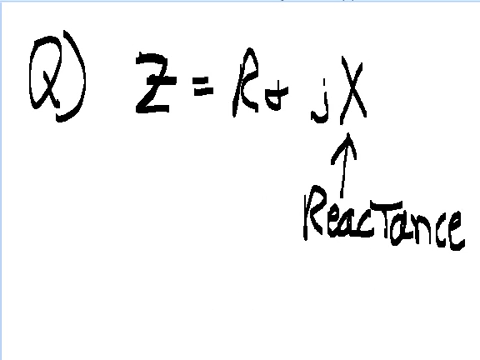 Q) Z = R + jX
↑
Reactance